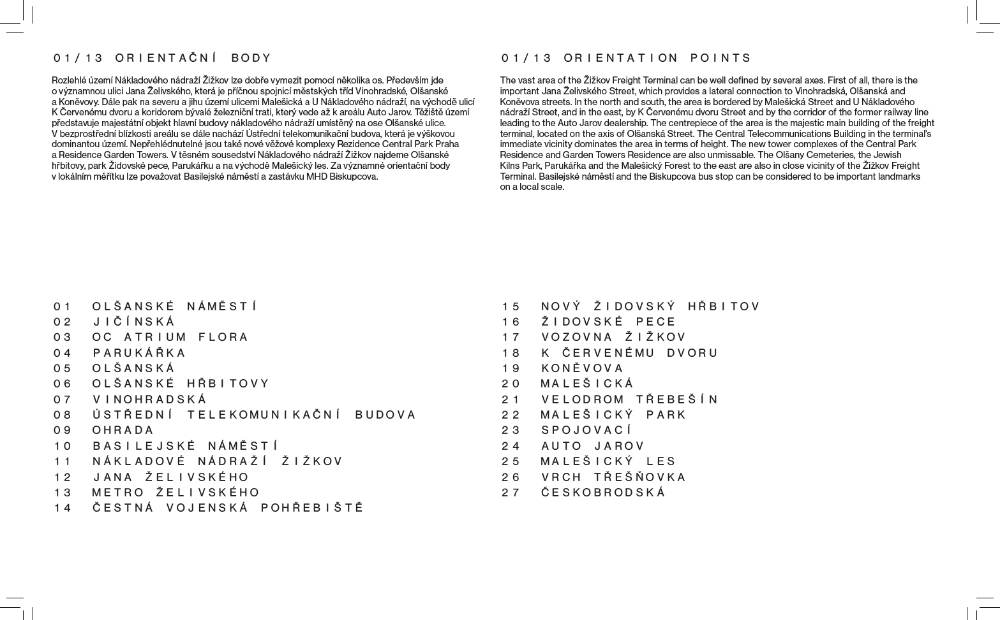 01/13 ORIENTAČNÍ BODY
Rozlehlé území Nákladového nádraží Žižkov lze dobře vymezit pomocí několika os. Především jde
o významnou ulici Jana Želivského, která je příčnou spojnicí městských tříd Vinohradské, Olšanské
a Koněvovy. Dále pak na severu a jihu území ulicemi Malešická a U Nákladového nádraží, na východě ulicí
K Červenému dvoru a koridorem bývalé železniční trati, který vede až k areálu Auto Jarov. Těžiště území
představuje majestátní objekt hlavní budovy nákladového nádraží umístěný na ose Olšanské ulice.
V bezprostřední blízkosti areálu se dále nachází Ústřední telekomunikační budova, která je výškovou
dominantou území. Nepřehlédnutelné jsou také nové věžové komplexy Rezidence Central Park Praha
a Residence Garden Towers. V těsném sousedství Nákladového nádraží Žižkov najdeme Olšanské
hřbitovy, park Židovské pece, Parukářku a na východě Malešický les. Za významné orientační body
v lokálním měřítku lze považovat Basilejské náměstí a zastávku MHD Biskupcova.
01 OLŠANSKÉ NÁMĚSTÍ
02 JIČÍNSKÁ
03 OC ATRIUM FLORA
04 PARUKÁŘKA
05 OLŠANSKÁ
06 OLŠANSKÉ HŘBITOVY
07 VINOHRADSKÁ
08 ÚSTŘEDNÍ TELEKOMUNIKAČNÍ BUDOVA
09 OHRADA
10 BASILEJSKÉ NÁMĚSTÍ
11 NÁKLADOVÉ NÁDRAŽÍ ŽIŽKOV
12 JANA ŽELIVSKÉHO
13 METRO ŽELIVSKÉHO
14 ČESTNÁ VOJENSKÁ POHŘEBIŠTĚ
01/13 ORIENTATION POINTS
The vast area of the Žižkov Freight Terminal can be well defined by several axes. First of all, there is the
important Jana Želivského Street, which provides a lateral connection to Vinohradská, Olšanská and
Koněvova streets. In the north and south, the area is bordered by Malešická Street and U Nákladového
nádraží Street, and in the east, by K Červenému dvoru Street and by the corridor of the former railway line
leading to the Auto Jarov dealership. The centrepiece of the area is the majestic main building of the freight
terminal, located on the axis of Olšanská Street. The Central Telecommunications Building in the terminal’s
immediate vicinity dominates the area in terms of height. The new tower complexes of the Central Park
Residence and Garden Towers Residence are also unmissable. The Olšany Cemeteries, the Jewish
Kilns Park, Parukářka and the Malešický Forest to the east are also in close vicinity of the Žižkov Freight
Terminal. Basilejské náměstí and the Biskupcova bus stop can be considered to be important landmarks
on a local scale.
15 NOVÝ ŽIDOVSKÝ HŘBITOV
16 ŽIDOVSKÉ PECE
17 VOZOVNA ŽIŽKOV
18 K ČERVENÉMU DVORU
19 KONĚVOVA
20 MALEŠICKÁ
21 VELODROM TŘEBEŠÍN
22 MALEŠICKÝ PARK
23 SPOJOVACÍ
24 AUTO JAROV
25 MALEŠICKÝ LES
26 VRCH TŘEŠŇOVKA
27 ČESKOBRODSKÁ